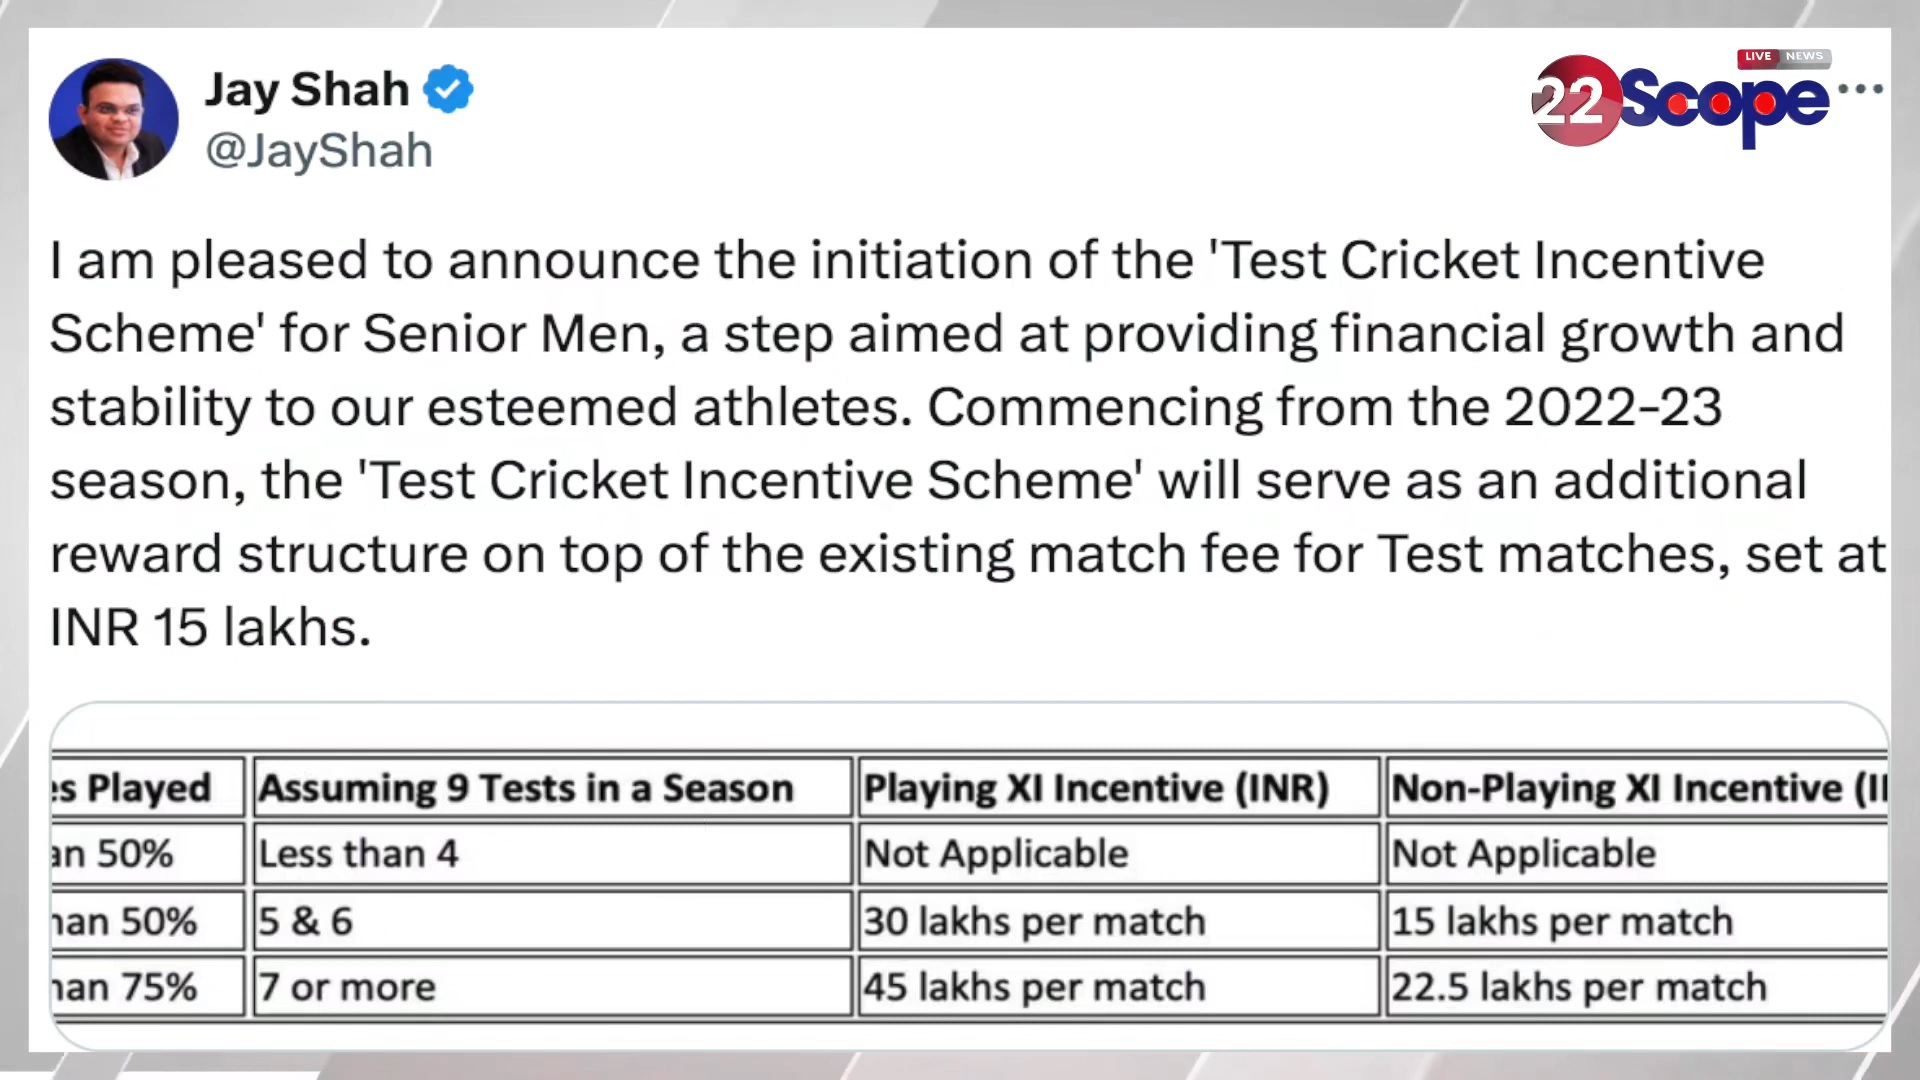 Jay Shah
@JayShah
LIVE NEWS
22Scope
I am pleased to announce the initiation of the 'Test Cricket Incentive
Scheme' for Senior Men, a step aimed at providing financial growth and
stability to our esteemed athletes. Commencing from the 2022-23
season, the 'Test Cricket Incentive Scheme' will serve as an additional
reward structure on top of the existing match fee for Test matches, set at
INR 15 lakhs.
Played Assuming 9 Tests in a Season Playing XI Incentive (INR) Non-Playing XI Incentive
50% Less than 4 Not Applicable Not Applicable
50% 5 & 6 30 lakhs per match 15 lakhs per match
75% 7 or more 45 lakhs per match 22.5 lakhs per match